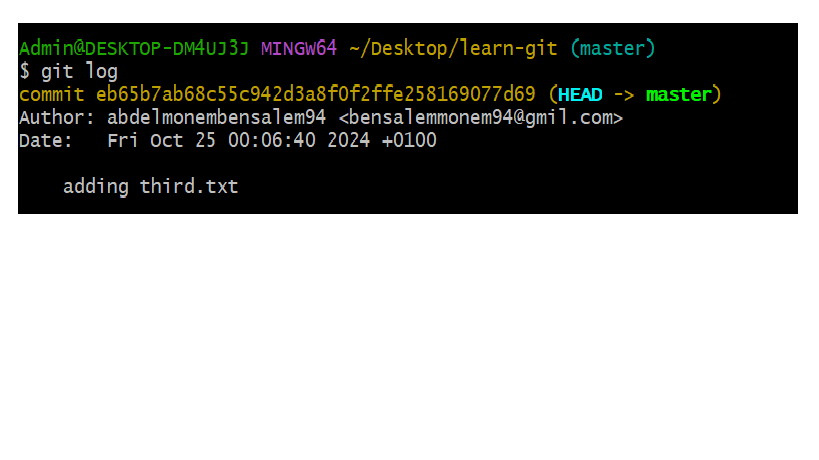 Admin@DESKTOP-DM4UJ3J MINGW64 ~/Desktop/learn-git (master)
$ git log
commit eb65b7ab68c55c942d3a8f0f2ffe258169077d69 (HEAD -> master)
Author: abdelmonembensalem94 <bensalemmonem94@gmil.com>
Date:   Fri Oct 25 00:06:40 2024 +0100
    adding third.txt